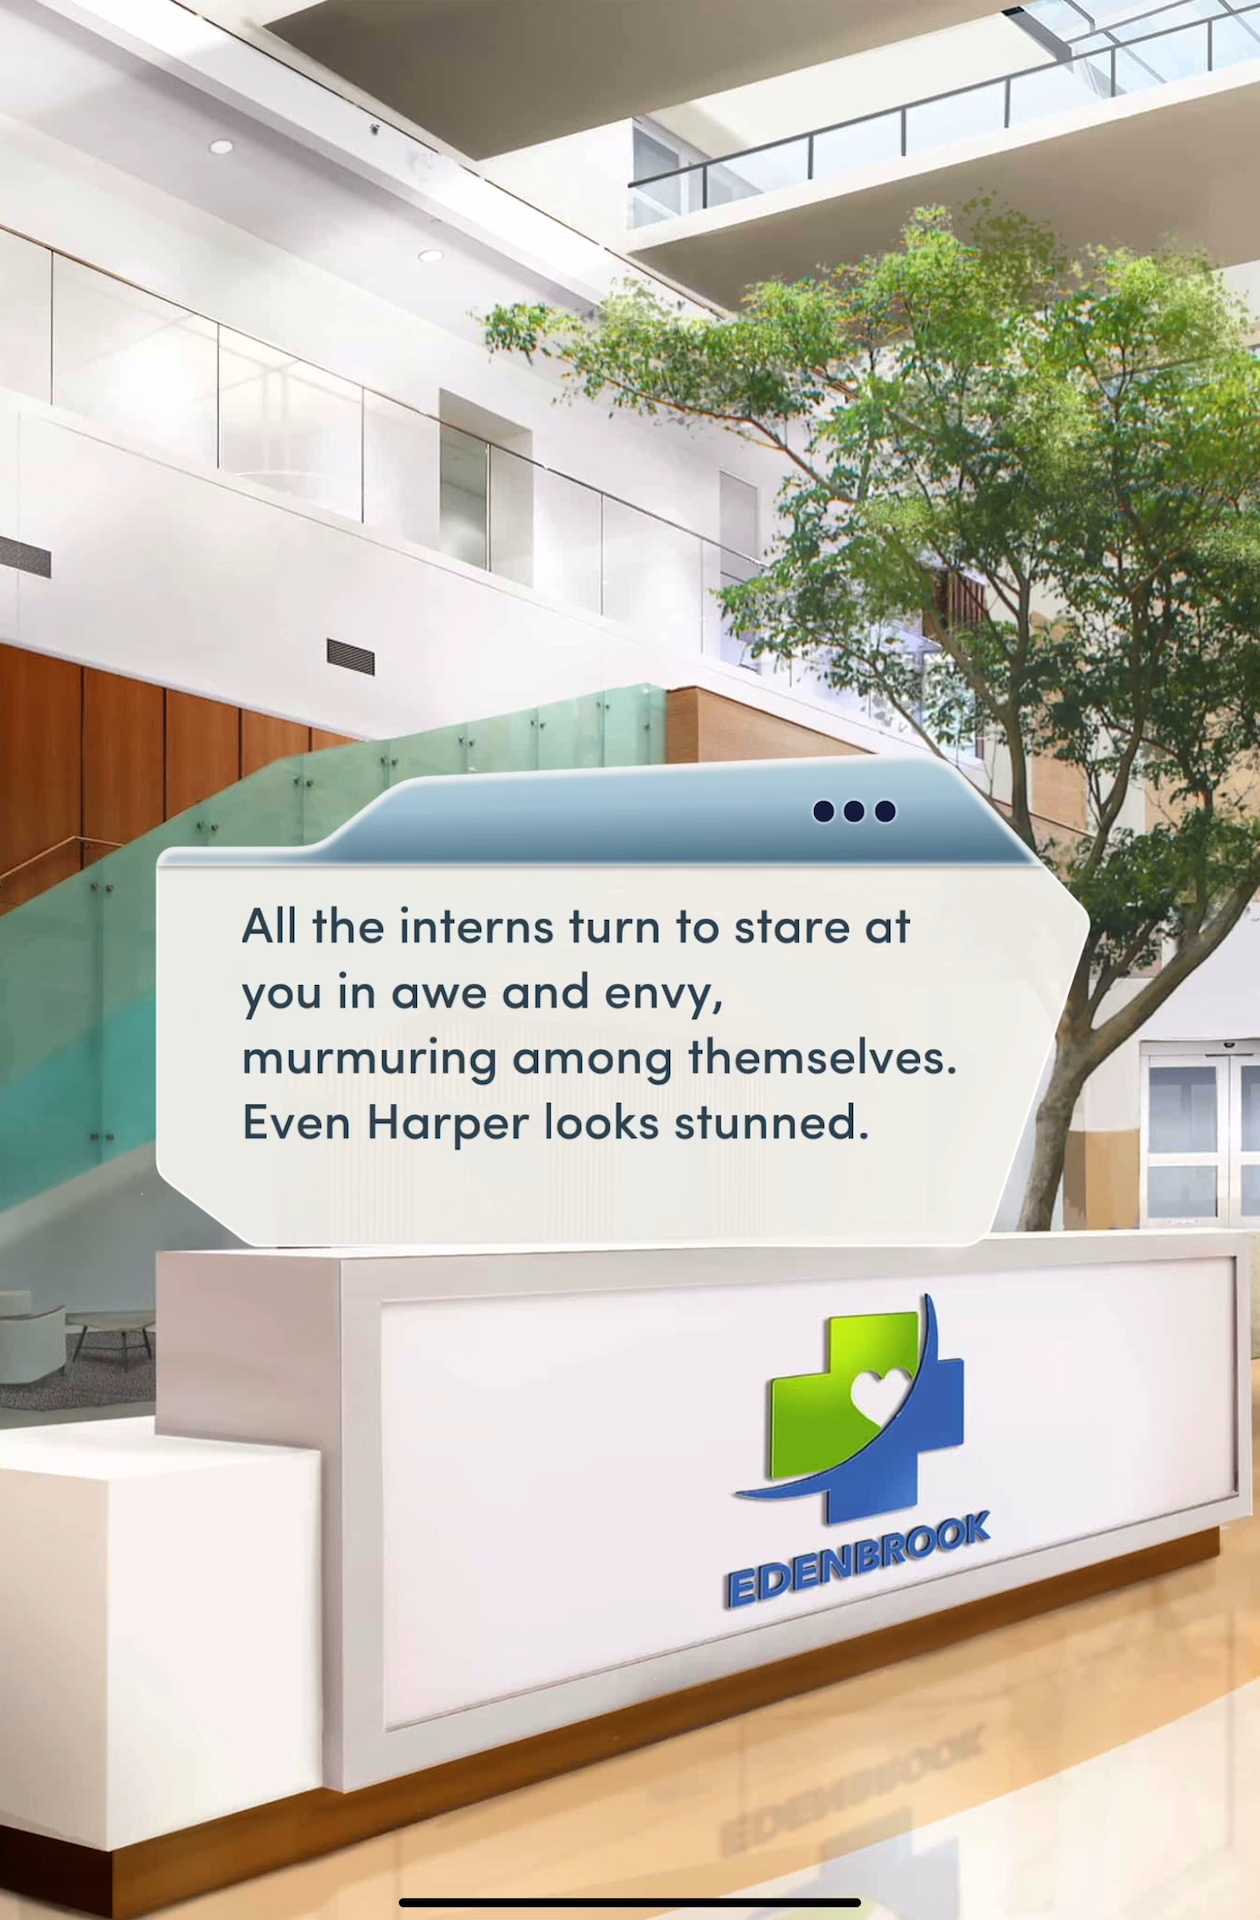 All the interns turn to stare at
you in awe and envy,
murmuring among themselves.
Even Harper looks stunned.
EDENBROOK
EDENBROOK